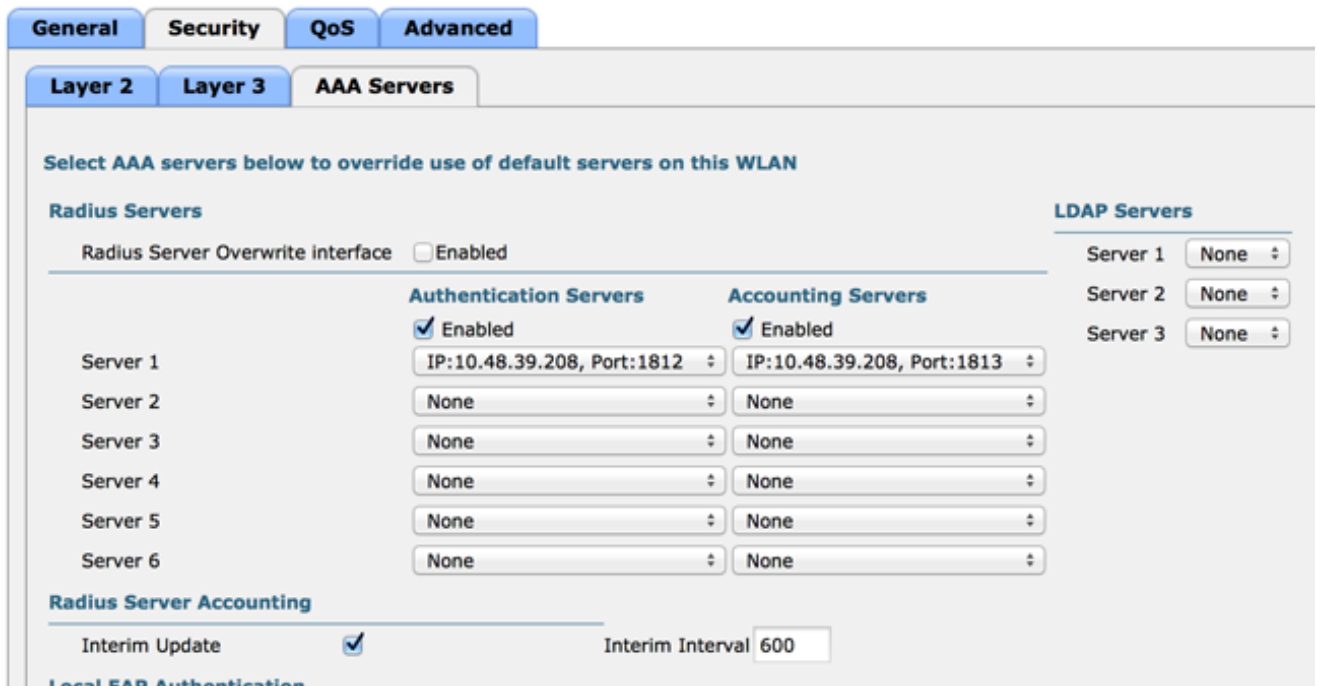 General Security QoS Advanced
Layer 2 Layer 3 AAA Servers
Select AAA servers below to override use of default servers on this WLAN
Radius Servers LDAP Servers
Radius Server Overwrite interface Enabled Server 1 None
Authentication Servers Accounting Servers Server 2 None
Enabled Enabled Server 3 None
Server 1 IP:10.48.39.208, Port:1812 IP:10.48.39.208, Port:1813
Server 2 None None
Server 3 None None
Server 4 None None
Server 5 None None
Server 6 None None
Radius Server Accounting
Interim Update Interim Interval 600
Local EAP Authentication